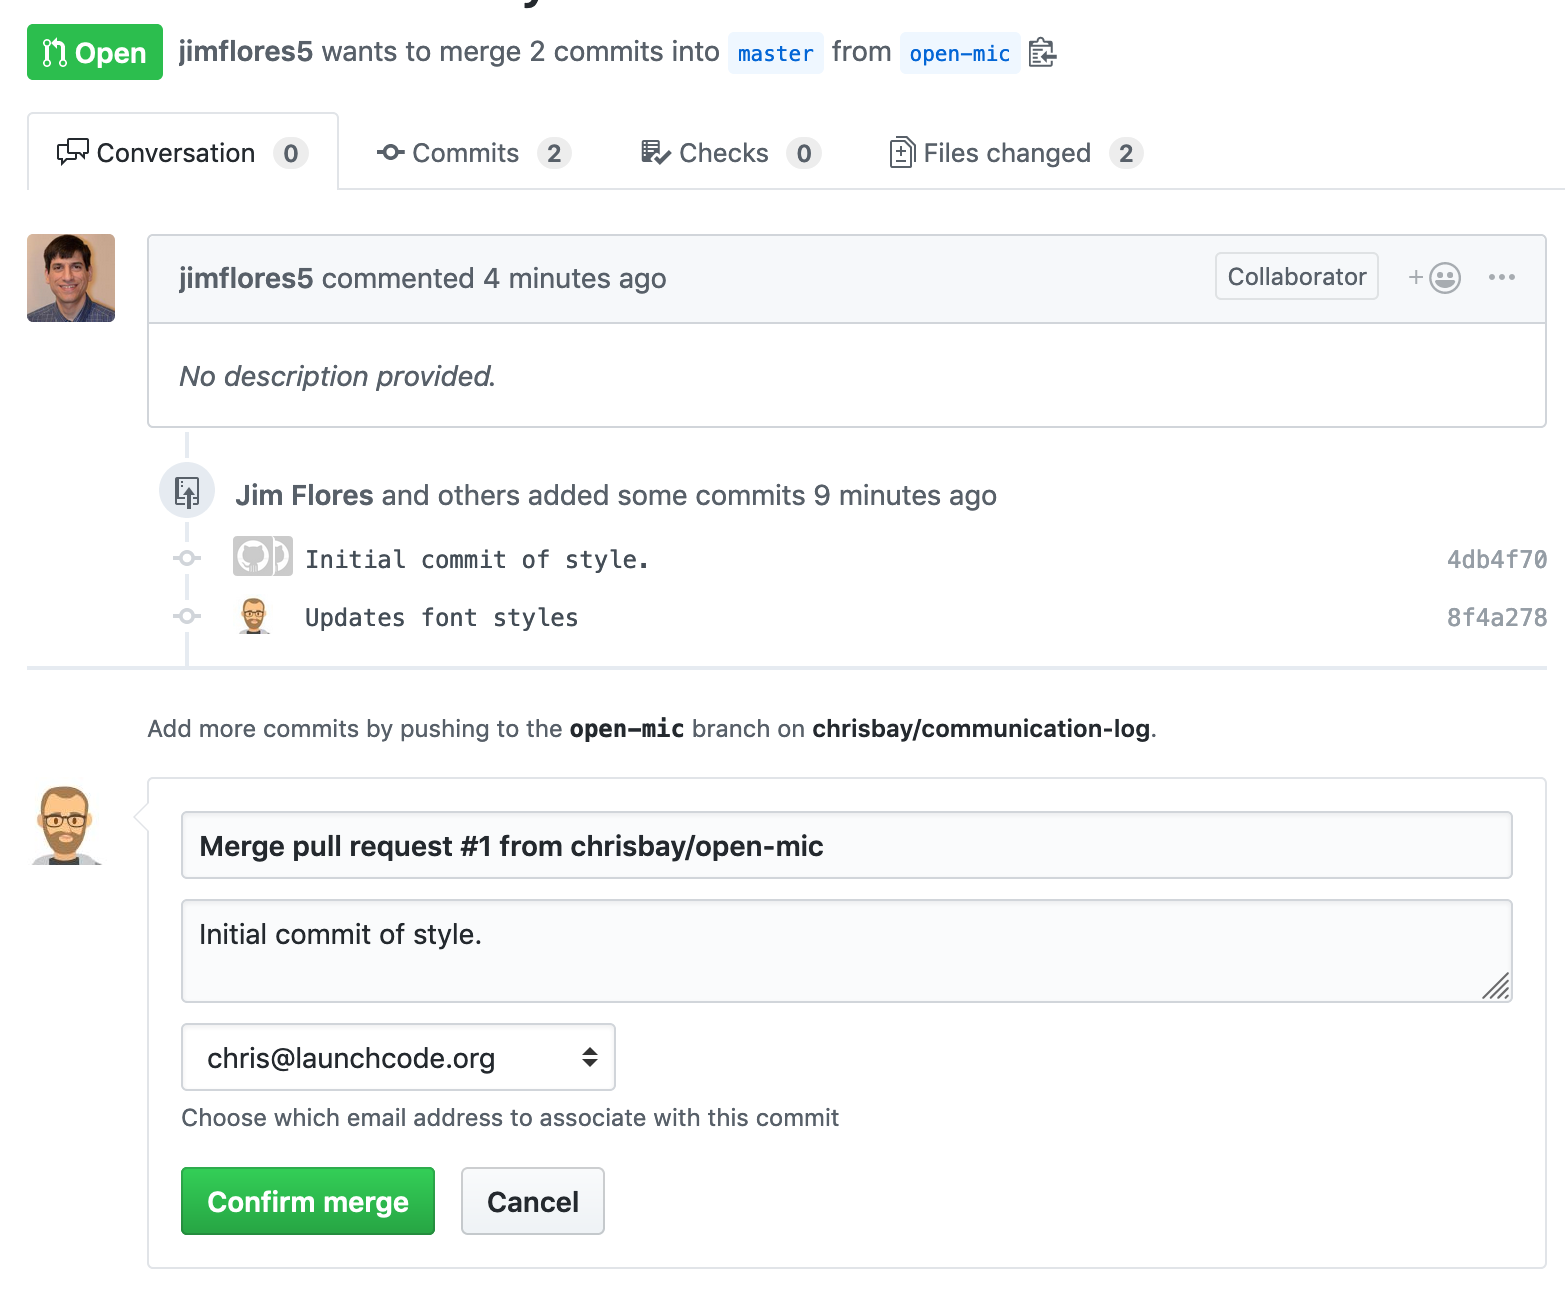 Open jimflores5 wants to merge 2 commits into master from open-mic
Conversation 0 Commits 2 Checks 0 Files changed 2
jimflores5 commented 4 minutes ago Collaborator + ...
No description provided.
Jim Flores and others added some commits 9 minutes ago
Initial commit of style. 4db4f70
Updates font styles 8f4a278
Add more commits by pushing to the open-mic branch on chrisbay/communication-log.
Merge pull request #1 from chrisbay/open-mic
Initial commit of style.
chris@launchcode.org
Choose which email address to associate with this commit
Confirm merge Cancel